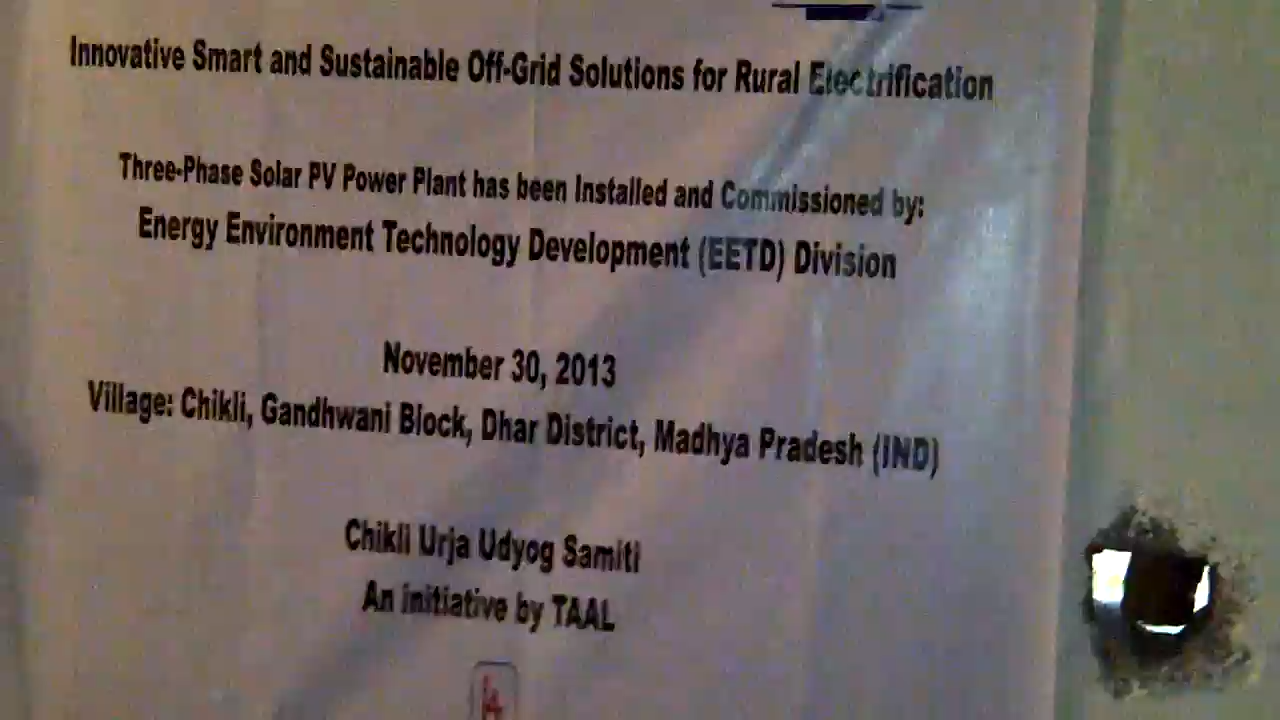 Innovative Smart and Sustainable Off-Grid Solutions for Rural Electrification
Three-Phase Solar PV Power Plant has been Installed and Commissioned by:
Energy Environment Technology Development (EETD) Division
November 30, 2013
Village: Chikli, Gandhwani Block, Dhar District, Madhya Pradesh (IND)
Chikli Urja Udyog Samiti
An initiative by TAAL